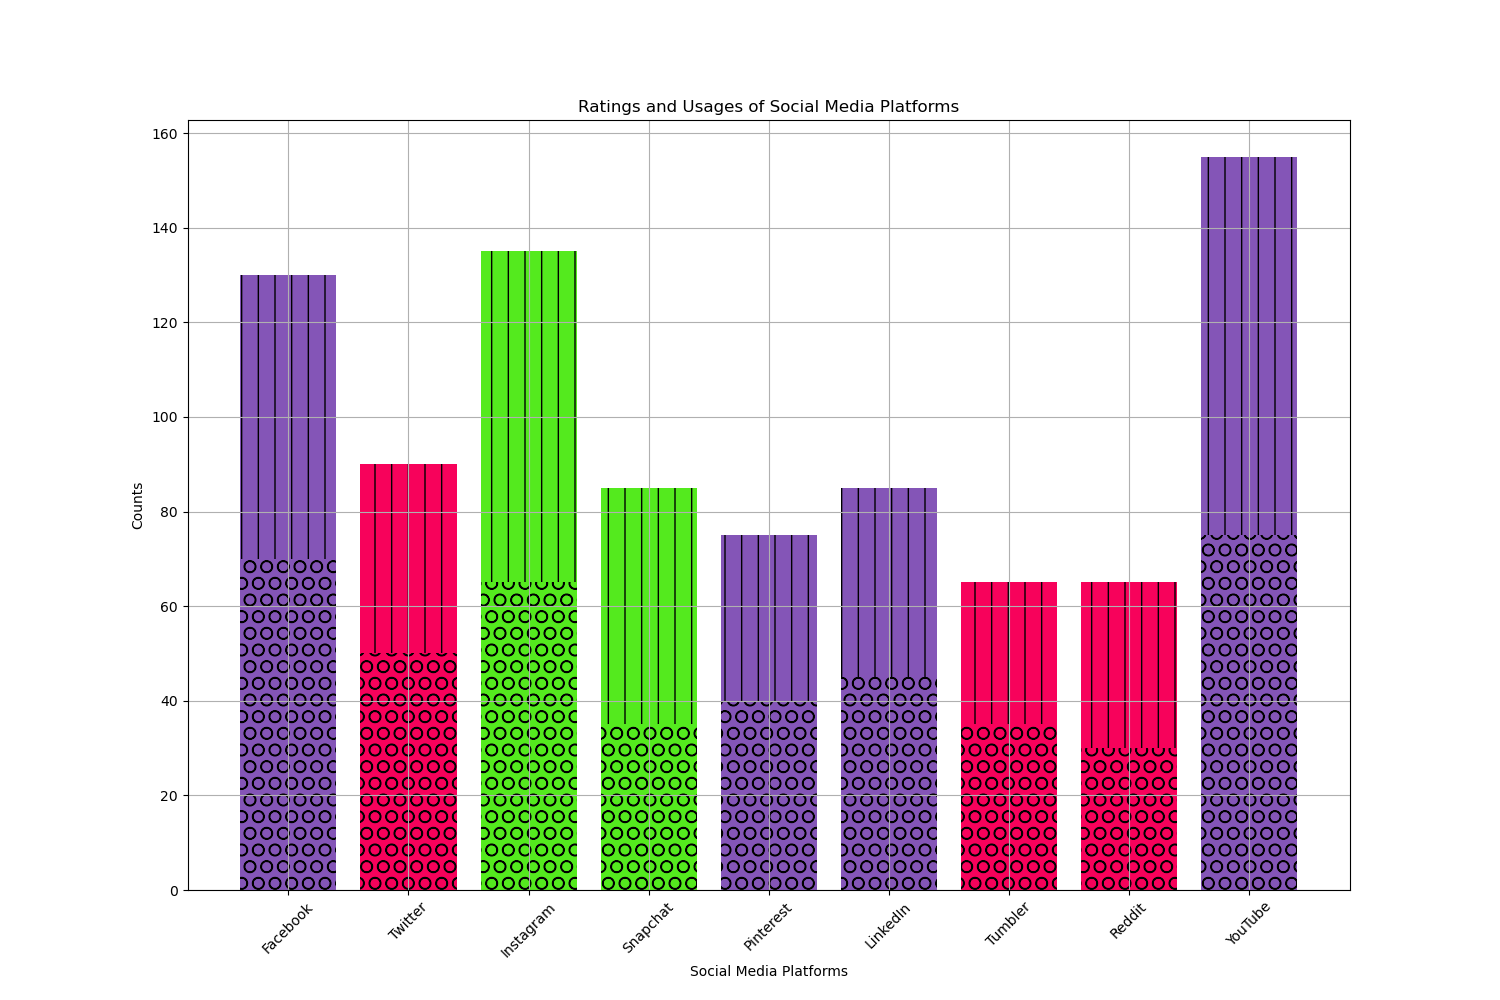 Ratings and Usages of Social Media Platforms
160
140
120
100
80
60
40
20
0
Counts
Facebook
Twitter
Instagram
Snapchat
Pinterest
LinkedIn
Tumbler
Reddit
YouTube
Social Media Platforms